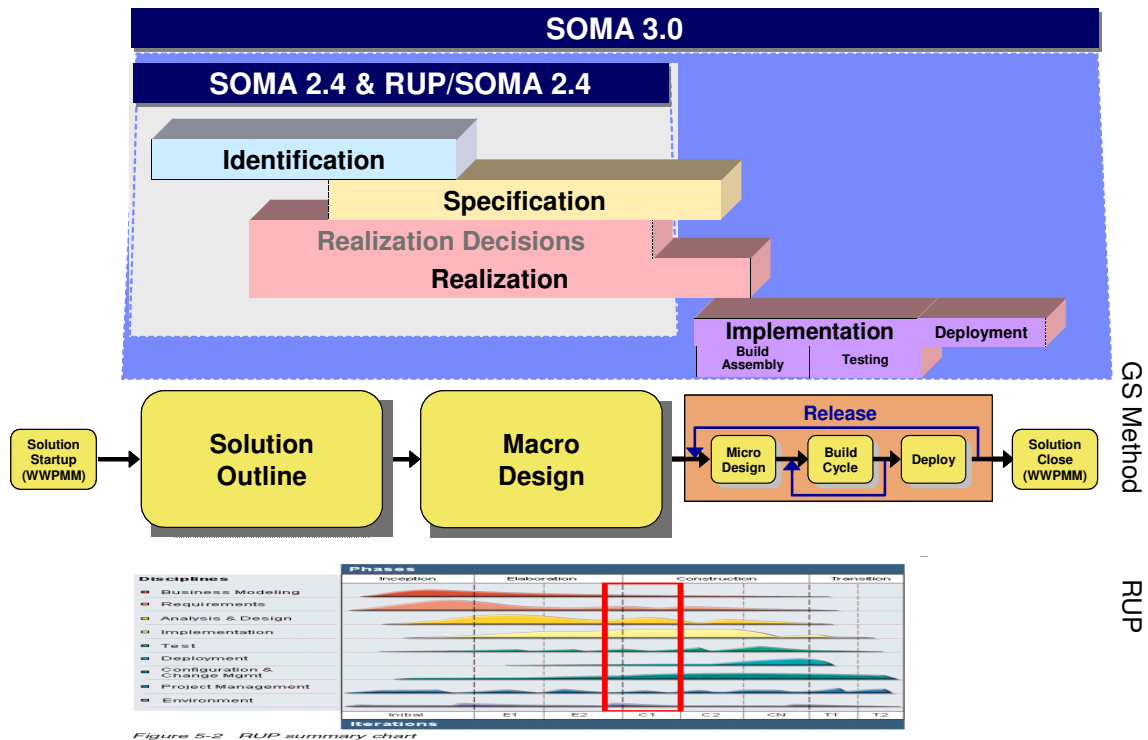 SOMA 3.0
SOMA 2.4 & RUP/SOMA 2.4
Identification
Specification
Realization Decisions
Realization
Implementation
Deployment
Build
Assembly
Testing
GS Method
Solution
Startup
(WWPMM)
Solution
Outline
Macro
Design
Release
Micro
Design
Build
Cycle
Deploy
Solution
Close
(WWPMM)
RUP
Phases
Disciplines
Inception
Elaboration
Construction
Transition
Business Modeling
Requirements
Analysis & Design
Implementation
Test
Deployment
Configuration &
Change Mgmt
Project Management
Environment
Initial
E1
E2
C1
C2
CN
T1
T2
Iterations
Figure 5-2 RUP summary chart